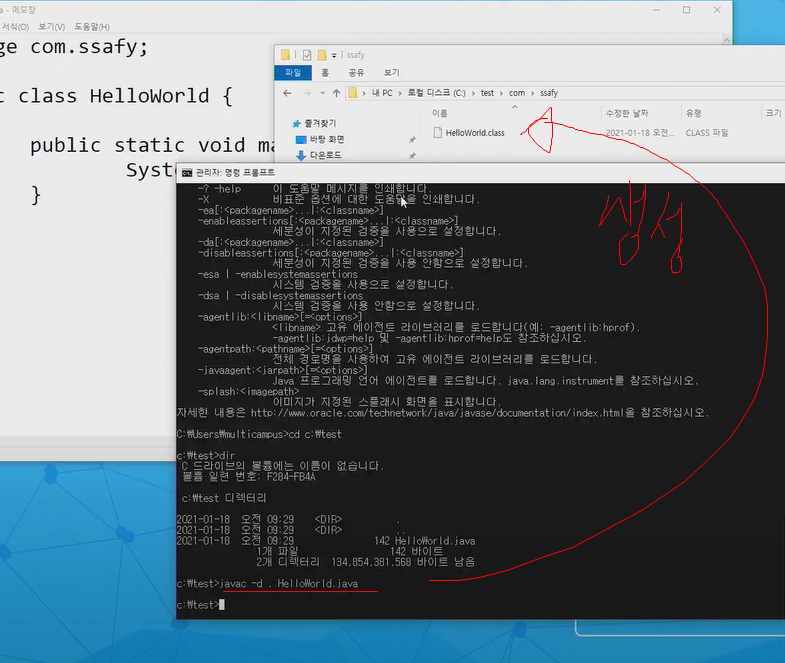 - 메모장
서식(O) 보기(V) 도움말(H)
ge com.ssafy;
c class HelloWorld {
public static void ma
Syste
}
ssafy
파일 홈 공유 보기
내 PC > 로컬 디스크 (C:) > test > com > ssafy
이름 수정한 날짜 유형 크기
즐겨찾기
바탕 화면
다운로드
HelloWorld.class 2021-01-18 오전... CLASS 파일
생성
관리자: 명령 프롬프트
-? -help 이 도움말 메시지를 인쇄합니다.
-X 비표준 옵션에 대한 도움말을 인쇄합니다.
-ea[:<packagename>...|:<classname>]
-enableassertions[:<packagename>...|:<classname>]
세분성이 지정된 검증을 사용으로 설정합니다.
-da[:<packagename>...|:<classname>]
-disableassertions[:<packagename>...|:<classname>]
세분성이 지정된 검증을 사용 안함으로 설정합니다.
-esa | -enablesystemassertions
시스템 검증을 사용으로 설정합니다.
-dsa | -disablesystemassertions
시스템 검증을 사용 안함으로 설정합니다.
-agentlib:<libname>[=<options>]
<libname> 고유 에이전트 라이브러리를 로드합니다(예: -agentlib:hprof).
-agentlib:jdwp=help 및 -agentlib:hprof=help도 참조하십시오.
-agentpath:<pathname>[=<options>]
전체 경로명을 사용하여 고유 에이전트 라이브러리를 로드합니다.
-javaagent:<jarpath>[=<options>]
Java 프로그래밍 언어 에이전트를 로드합니다. java.lang.instrument를 참조하십시오.
-splash:<imagepath>
이미지가 지정된 스플래시 화면을 표시합니다.
자세한 내용은 http://www.oracle.com/technetwork/java/javase/documentation/index.html을 참조하십시오.
C:₩Users₩multicampus>cd c:₩test
c:₩test>dir
C 드라이브의 볼륨에는 이름이 없습니다.
볼륨 일련 번호: F284-FB4A
c:₩test 디렉터리
2021-01-18 오전 09:29 <DIR> .
2021-01-18 오전 09:29 <DIR> ..
2021-01-18 오전 09:29 142 HelloWorld.java
1개 파일 142 바이트
2개 디렉터리 134,854,381,568 바이트 남음
c:₩test>javac -d . HelloWorld.java
c:₩test>